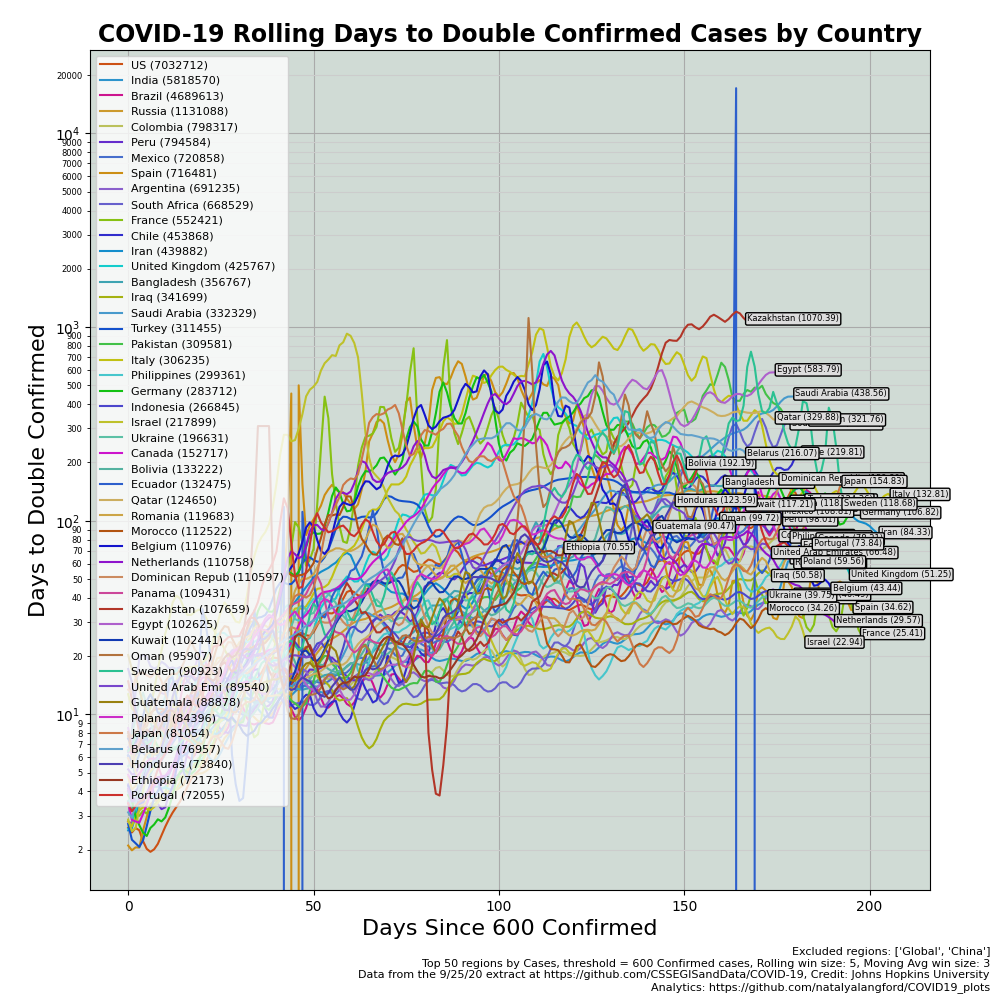 COVID-19 Rolling Days to Double Confirmed Cases by Country
Days to Double Confirmed
20000
10^4
9000
8000
7000
6000
5000
4000
3000
2000
10^3
900
800
700
600
500
400
300
200
10^2
90
80
70
60
50
40
30
20
10^1
9
8
7
6
5
4
3
2
US (7032712)
India (5818570)
Brazil (4689613)
Russia (1131088)
Colombia (798317)
Peru (794584)
Mexico (720858)
Spain (716481)
Argentina (691235)
South Africa (668529)
France (552421)
Chile (453868)
Iran (439882)
United Kingdom (425767)
Bangladesh (356767)
Iraq (341699)
Saudi Arabia (332329)
Turkey (311455)
Pakistan (309581)
Italy (306235)
Philippines (299361)
Germany (283712)
Indonesia (266845)
Israel (217899)
Ukraine (196631)
Canada (152717)
Bolivia (133222)
Ecuador (132475)
Qatar (124650)
Romania (119683)
Morocco (112522)
Belgium (110976)
Netherlands (110758)
Dominican Repub (110597)
Panama (109431)
Kazakhstan (107659)
Egypt (102625)
Kuwait (102441)
Oman (95907)
Sweden (90923)
United Arab Emi (89540)
Guatemala (88878)
Poland (84396)
Japan (81054)
Belarus (76957)
Honduras (73840)
Ethiopia (72173)
Portugal (72055)
Kazakhstan (1070.39)
Egypt (583.79)
Saudi Arabia (438.56)
Qatar (329.88)
(321.76)
Belarus (216.07)
(219.81)
Bolivia (192.19)
Bangladesh
Dominican
Japan (154.83)
Italy (132.81)
Honduras (123.59)
(117.21)
Sweden (118.68)
Germany (106.82)
Oman (99.72)
Guatemala (90.47)
(84.33)
Portugal (73.84)
Ethiopia (70.55)
United Arab Emirates (66.48)
Poland (59.56)
Iraq (50.58)
United Kingdom (51.25)
Belgium (43.44)
Ukraine (39.75)
Morocco (34.26)
Spain (34.62)
Netherlands (29.57)
France (25.41)
Israel (22.94)
0 50 100 150 200
Days Since 600 Confirmed
Excluded regions: ['Global', 'China']
Top 50 regions by Cases, threshold = 600 Confirmed cases, Rolling win size: 5, Moving Avg win size: 3
Data from the 9/25/20 extract at https://github.com/CSSEGISandData/COVID-19, Credit: Johns Hopkins University
Analytics: https://github.com/natalyalangford/COVID19_plots